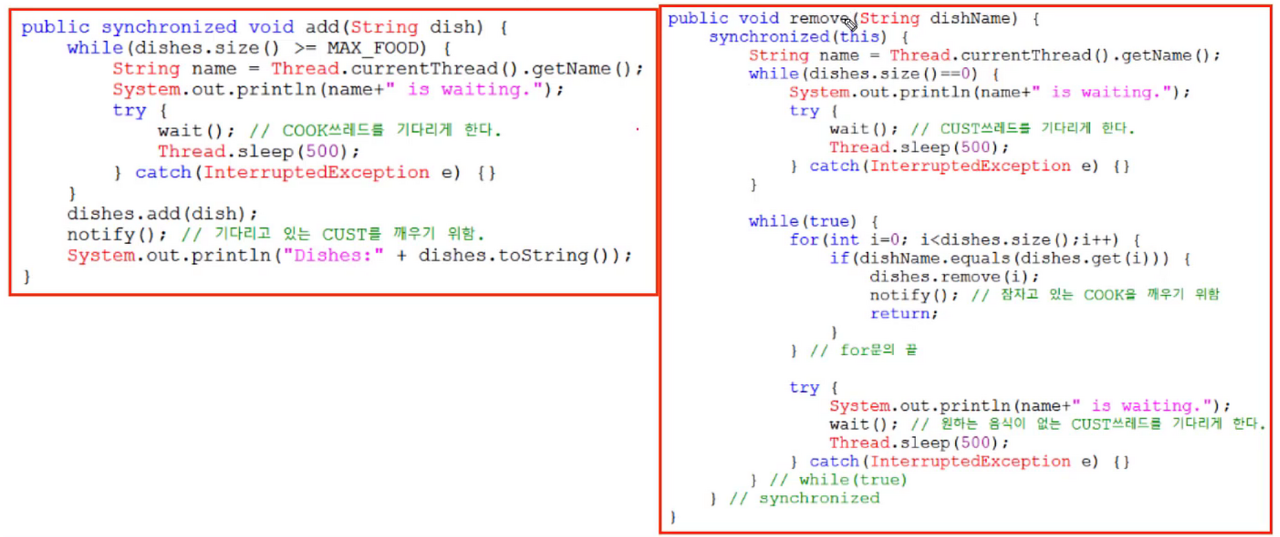 public synchronized void add(String dish) {
while(dishes.size() >= MAX_FOOD) {
String name = Thread.currentThread().getName();
System.out.println(name+" is waiting.");
try {
wait(); // COOK쓰레드를 기다리게 한다.
Thread.sleep(500);
} catch(InterruptedException e) {}
}
dishes.add(dish);
notify(); // 기다리고 있는 CUST를 깨우기 위함.
System.out.println("Dishes:" + dishes.toString());
}
public void remove(String dishName) {
synchronized(this) {
String name = Thread.currentThread().getName();
while(dishes.size()==0) {
System.out.println(name+" is waiting.");
try {
wait(); // CUST쓰레드를 기다리게 한다.
Thread.sleep(500);
} catch(InterruptedException e) {}
}
while(true) {
for(int i=0; i<dishes.size();i++) {
if(dishName.equals(dishes.get(i))) {
dishes.remove(i);
notify(); // 잠자고 있는 COOK을 깨우기 위함
return;
}
} // for문의 끝
try {
System.out.println(name+" is waiting.");
wait(); // 원하는 음식이 없는 CUST쓰레드를 기다리게 한다.
Thread.sleep(500);
} catch(InterruptedException e) {}
} // while(true)
} // synchronized
}